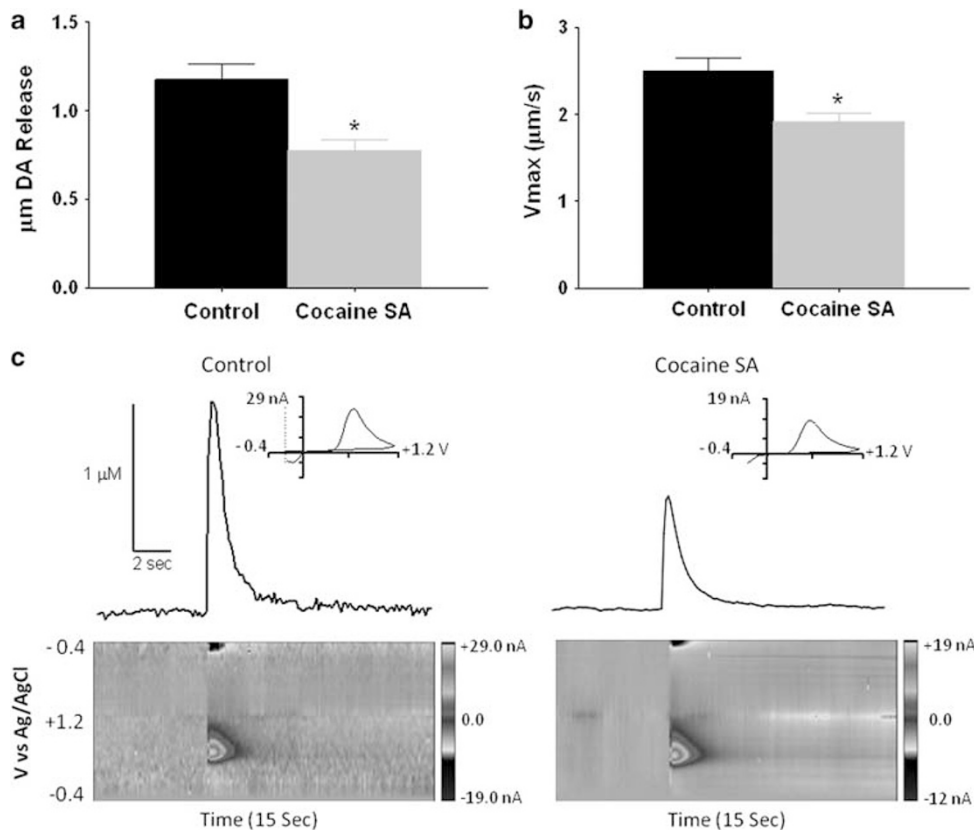 a
1.5
1.0
0.5
0.0
μm DA Release
*
Control
Cocaine SA
b
3
2
1
0
Vmax (μm/s)
*
Control
Cocaine SA
c
Control
29 nA
- 0.4
+1.2 V
1 μM
2 sec
Cocaine SA
19 nA
-0.4
+1.2 V
V vs Ag/AgCl
- 0.4
+1.2
-0.4
+29.0 nA
0.0
-19.0 nA
Time (15 Sec)
+19 nA
0.0
-12 nA
Time (15 Sec)